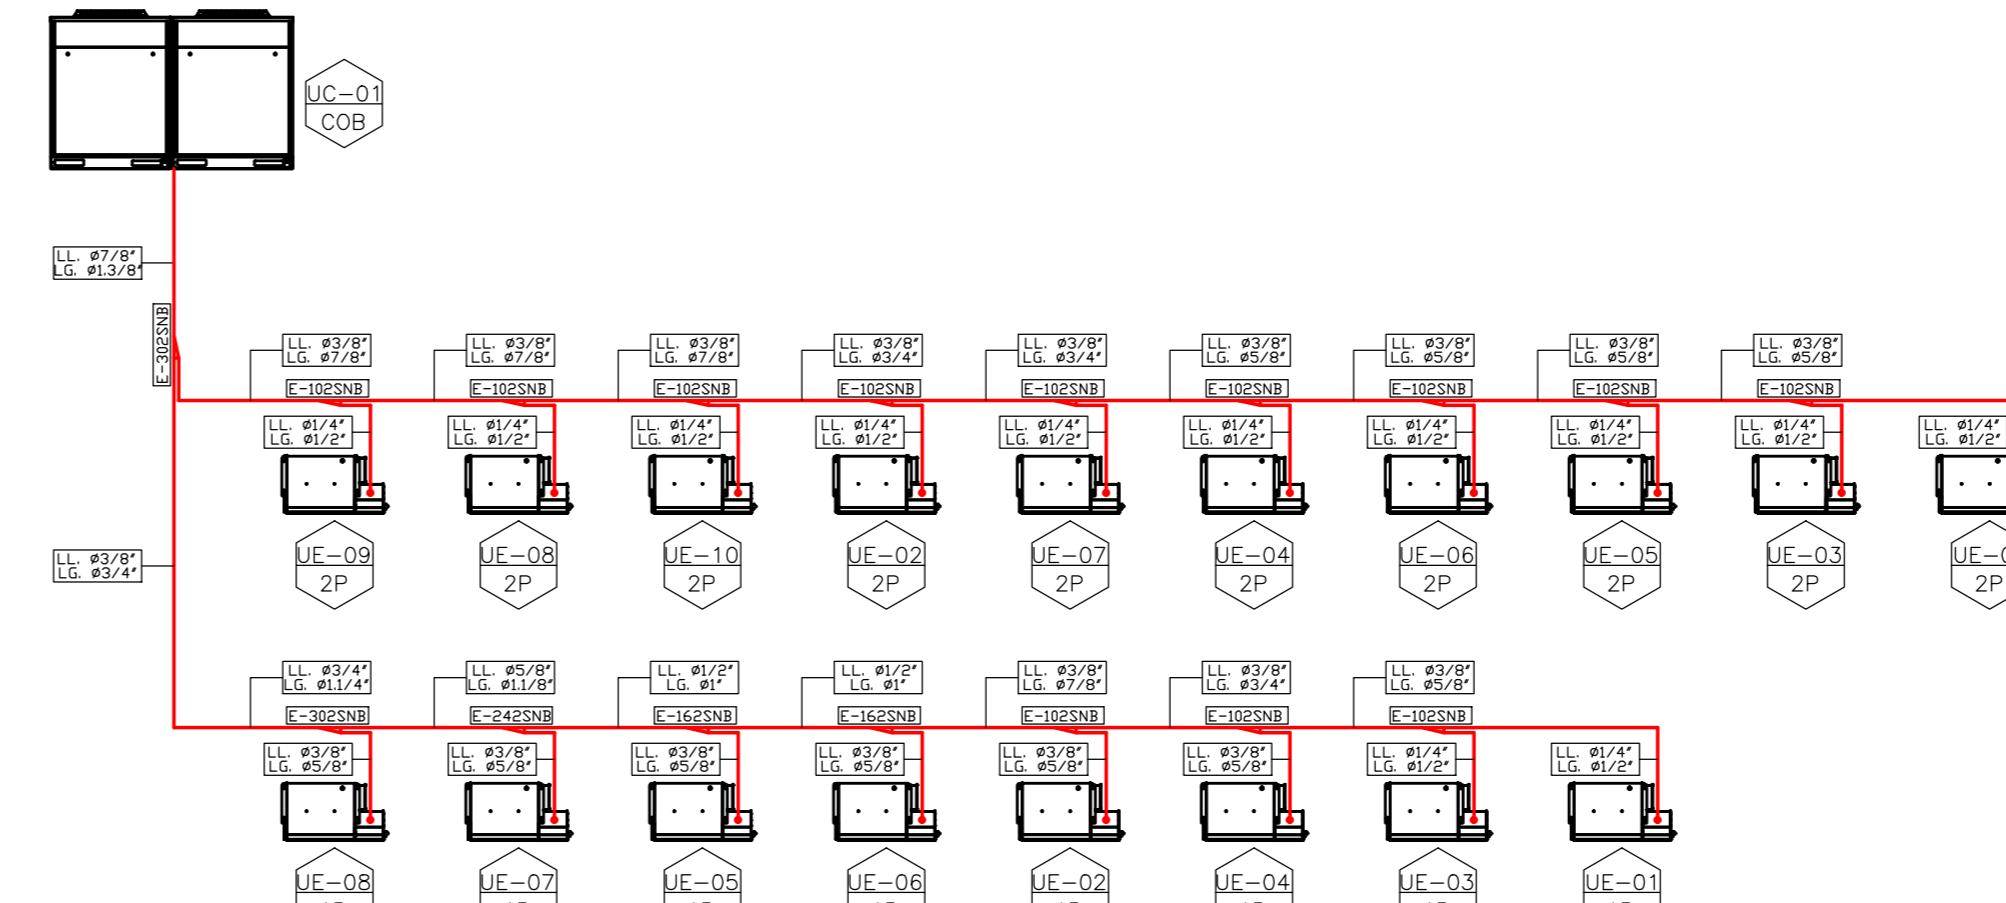 UC-01
COB
LL. Ø7/8"
LG. Ø1.3/8"
E-302SNB
LL. Ø3/8"
LG. Ø7/8"
LL. Ø3/8"
LG. Ø7/8"
LL. Ø3/8"
LG. Ø7/8"
LL. Ø3/8"
LG. Ø3/4"
LL. Ø3/8"
LG. Ø3/4"
LL. Ø3/8"
LG. Ø5/8"
LL. Ø3/8"
LG. Ø5/8"
LL. Ø3/8"
LG. Ø5/8"
LL. Ø3/8"
LG. Ø5/8"
E-102SNB
E-102SNB
E-102SNB
E-102SNB
E-102SNB
E-102SNB
E-102SNB
E-102SNB
E-102SNB
LL. Ø1/4"
LG. Ø1/2"
LL. Ø1/4"
LG. Ø1/2"
LL. Ø1/4"
LG. Ø1/2"
LL. Ø1/4"
LG. Ø1/2"
LL. Ø1/4"
LG. Ø1/2"
LL. Ø1/4"
LG. Ø1/2"
LL. Ø1/4"
LG. Ø1/2"
LL. Ø1/4"
LG. Ø1/2"
LL. Ø1/4"
LG. Ø1/2"
LL. Ø1/4"
LG. Ø1/2"
UE-09
2P
UE-08
2P
UE-10
2P
UE-02
2P
UE-07
2P
UE-04
2P
UE-06
2P
UE-05
2P
UE-03
2P
2P
LL. Ø3/8"
LG. Ø3/4"
LL. Ø3/4"
LG. Ø1.1/4"
LL. Ø5/8"
LG. Ø1.1/8"
LL. Ø1/2"
LG. Ø1"
LL. Ø1/2"
LG. Ø1"
LL. Ø3/8"
LG. Ø7/8"
LL. Ø3/8"
LG. Ø3/4"
LL. Ø3/8"
LG. Ø5/8"
E-302SNB
E-242SNB
E-162SNB
E-162SNB
E-102SNB
E-102SNB
E-102SNB
LL. Ø3/8"
LG. Ø5/8"
LL. Ø3/8"
LG. Ø5/8"
LL. Ø3/8"
LG. Ø5/8"
LL. Ø3/8"
LG. Ø5/8"
LL. Ø3/8"
LG. Ø5/8"
LL. Ø3/8"
LG. Ø5/8"
LL. Ø1/4"
LG. Ø1/2"
LL. Ø1/4"
LG. Ø1/2"
UE-08
UE-07
UE-05
UE-06
UE-02
UE-04
UE-03
UE-01